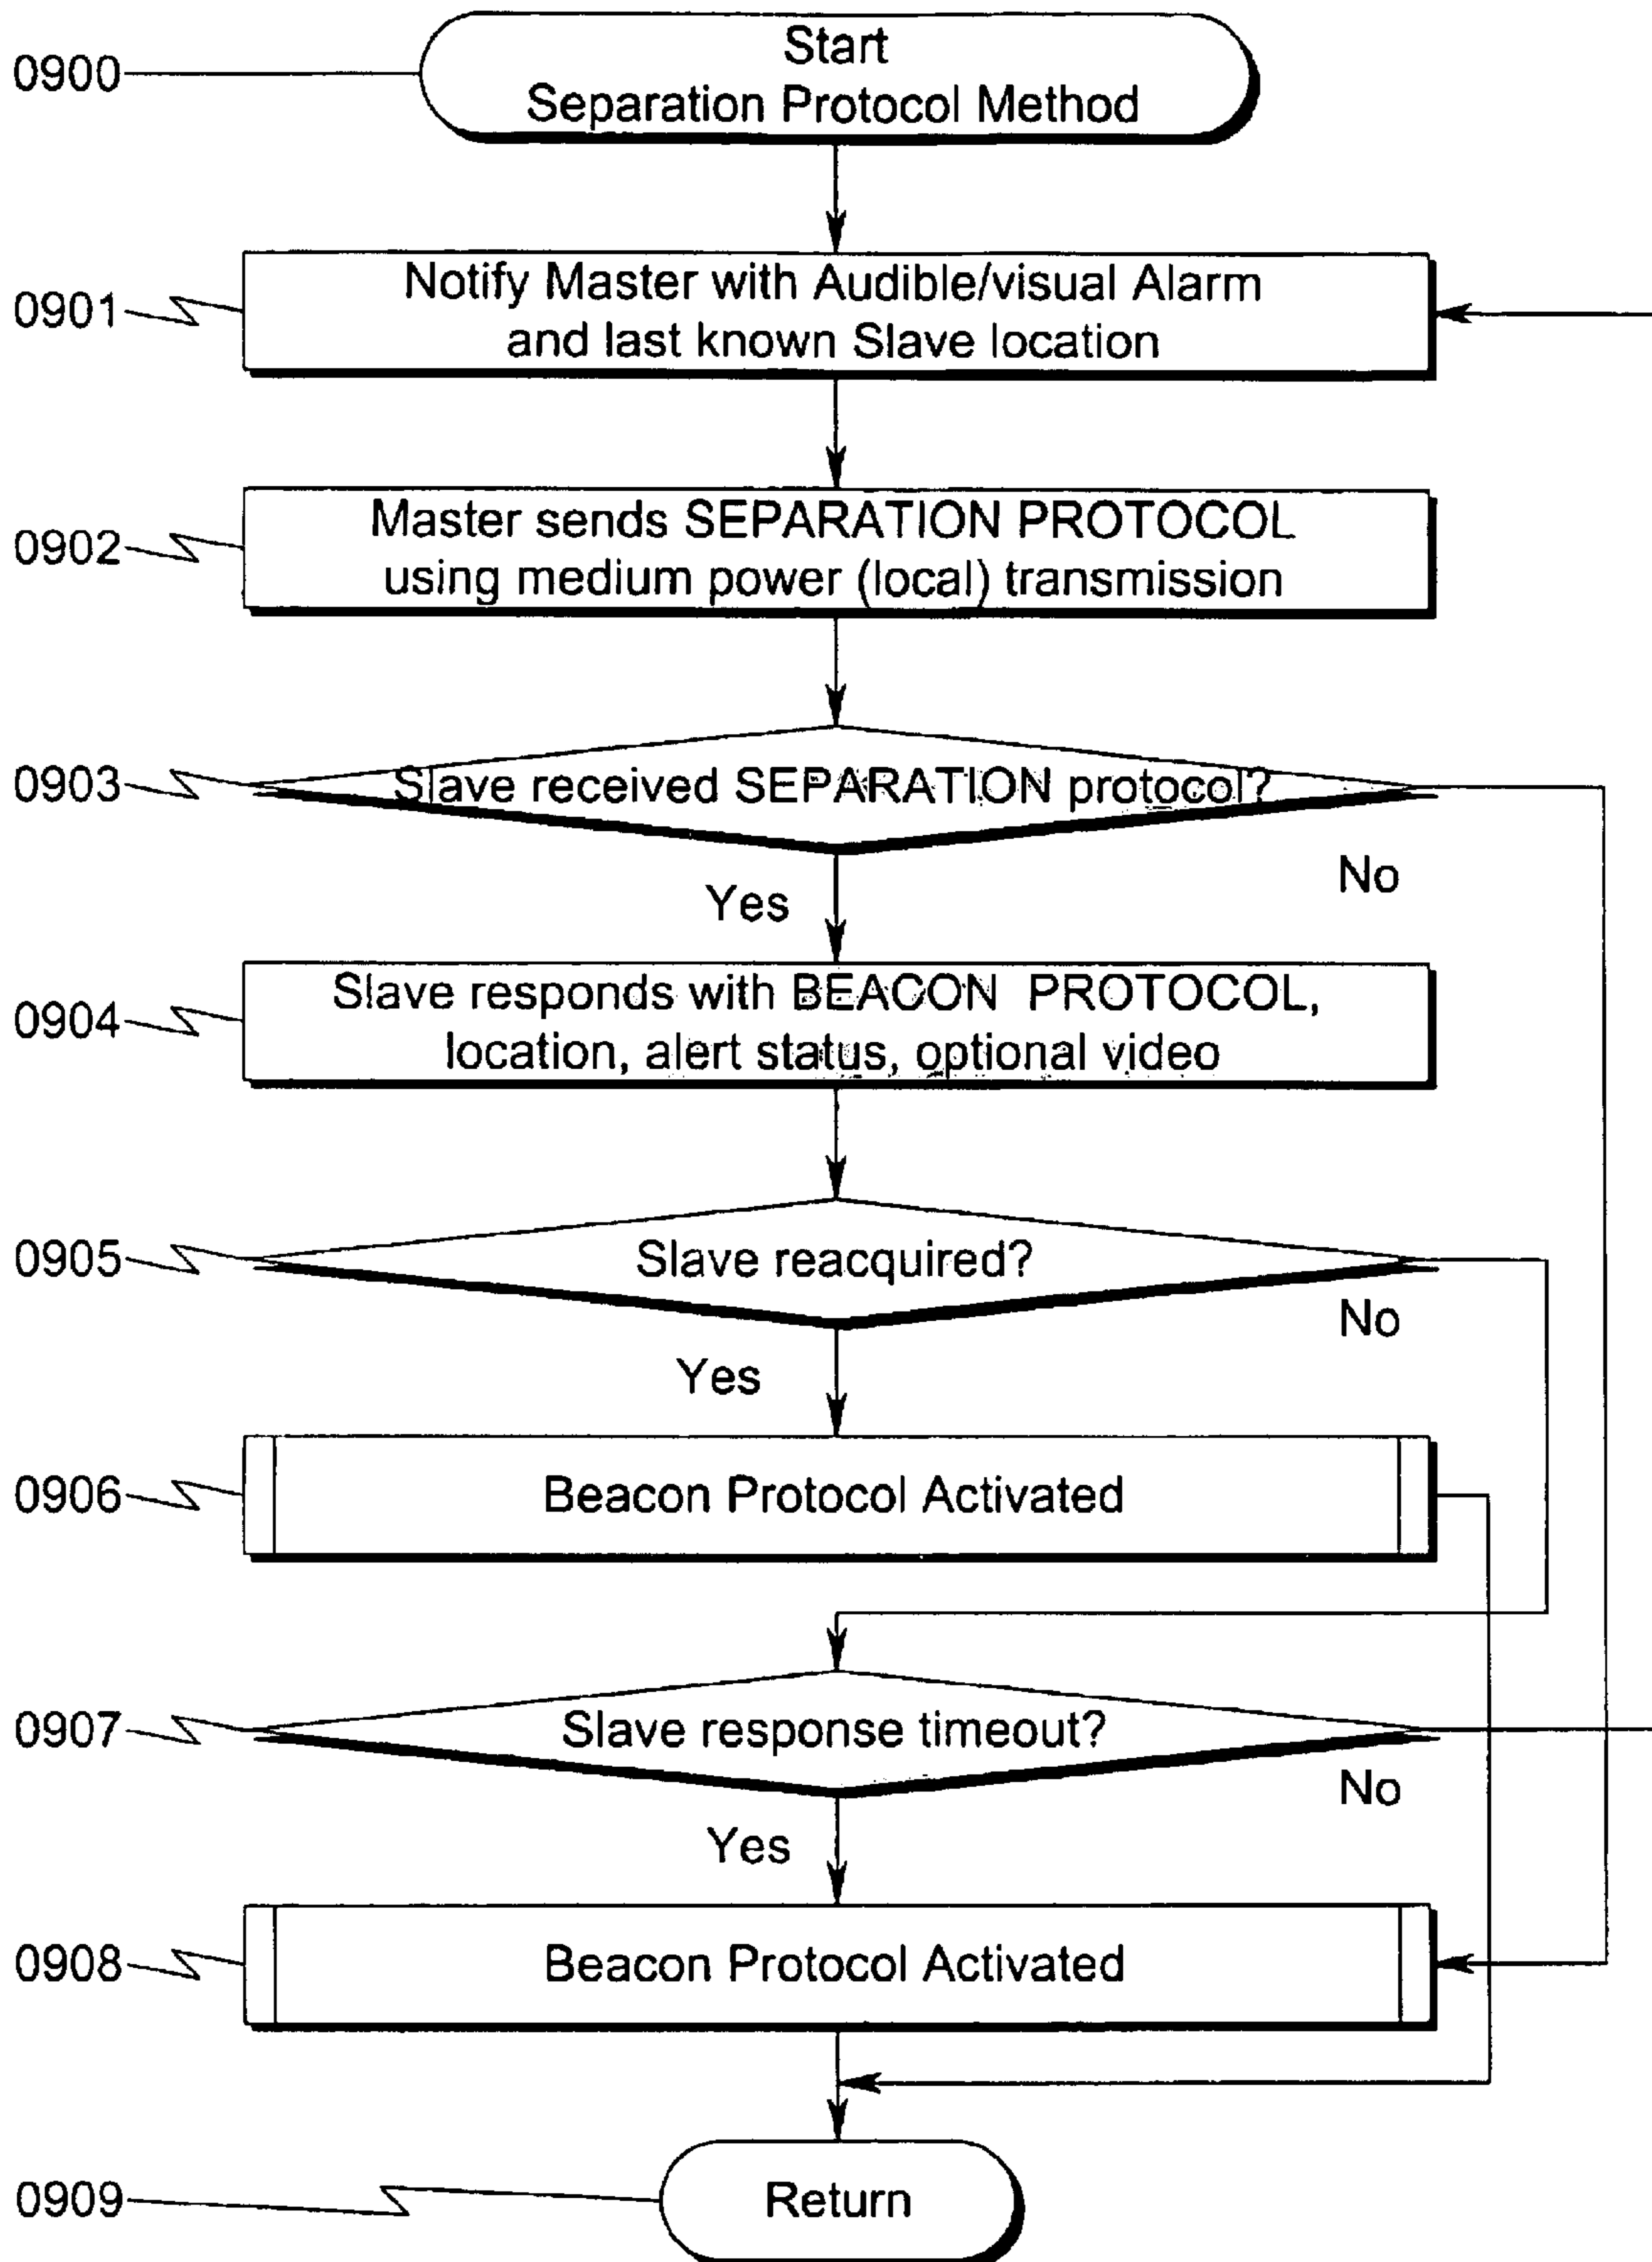 0900
Start
Separation Protocol Method
0901
Notify Master with Audible/visual Alarm
and last known Slave location
0902
Master sends SEPARATION PROTOCOL
using medium power (local) transmission
0903
Slave received SEPARATION protocol?
No
Yes
0904
Slave responds with BEACON PROTOCOL,
location, alert status, optional video
0905
Slave reacquired?
No
Yes
0906
Beacon Protocol Activated
0907
Slave response timeout?
No
Yes
0908
Beacon Protocol Activated
0909
Return